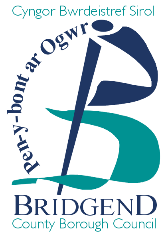 Cyngor Bwrdeistref Sirol
Pen-y-bont ar Ogwr
BRIDGEND
County Borough Council